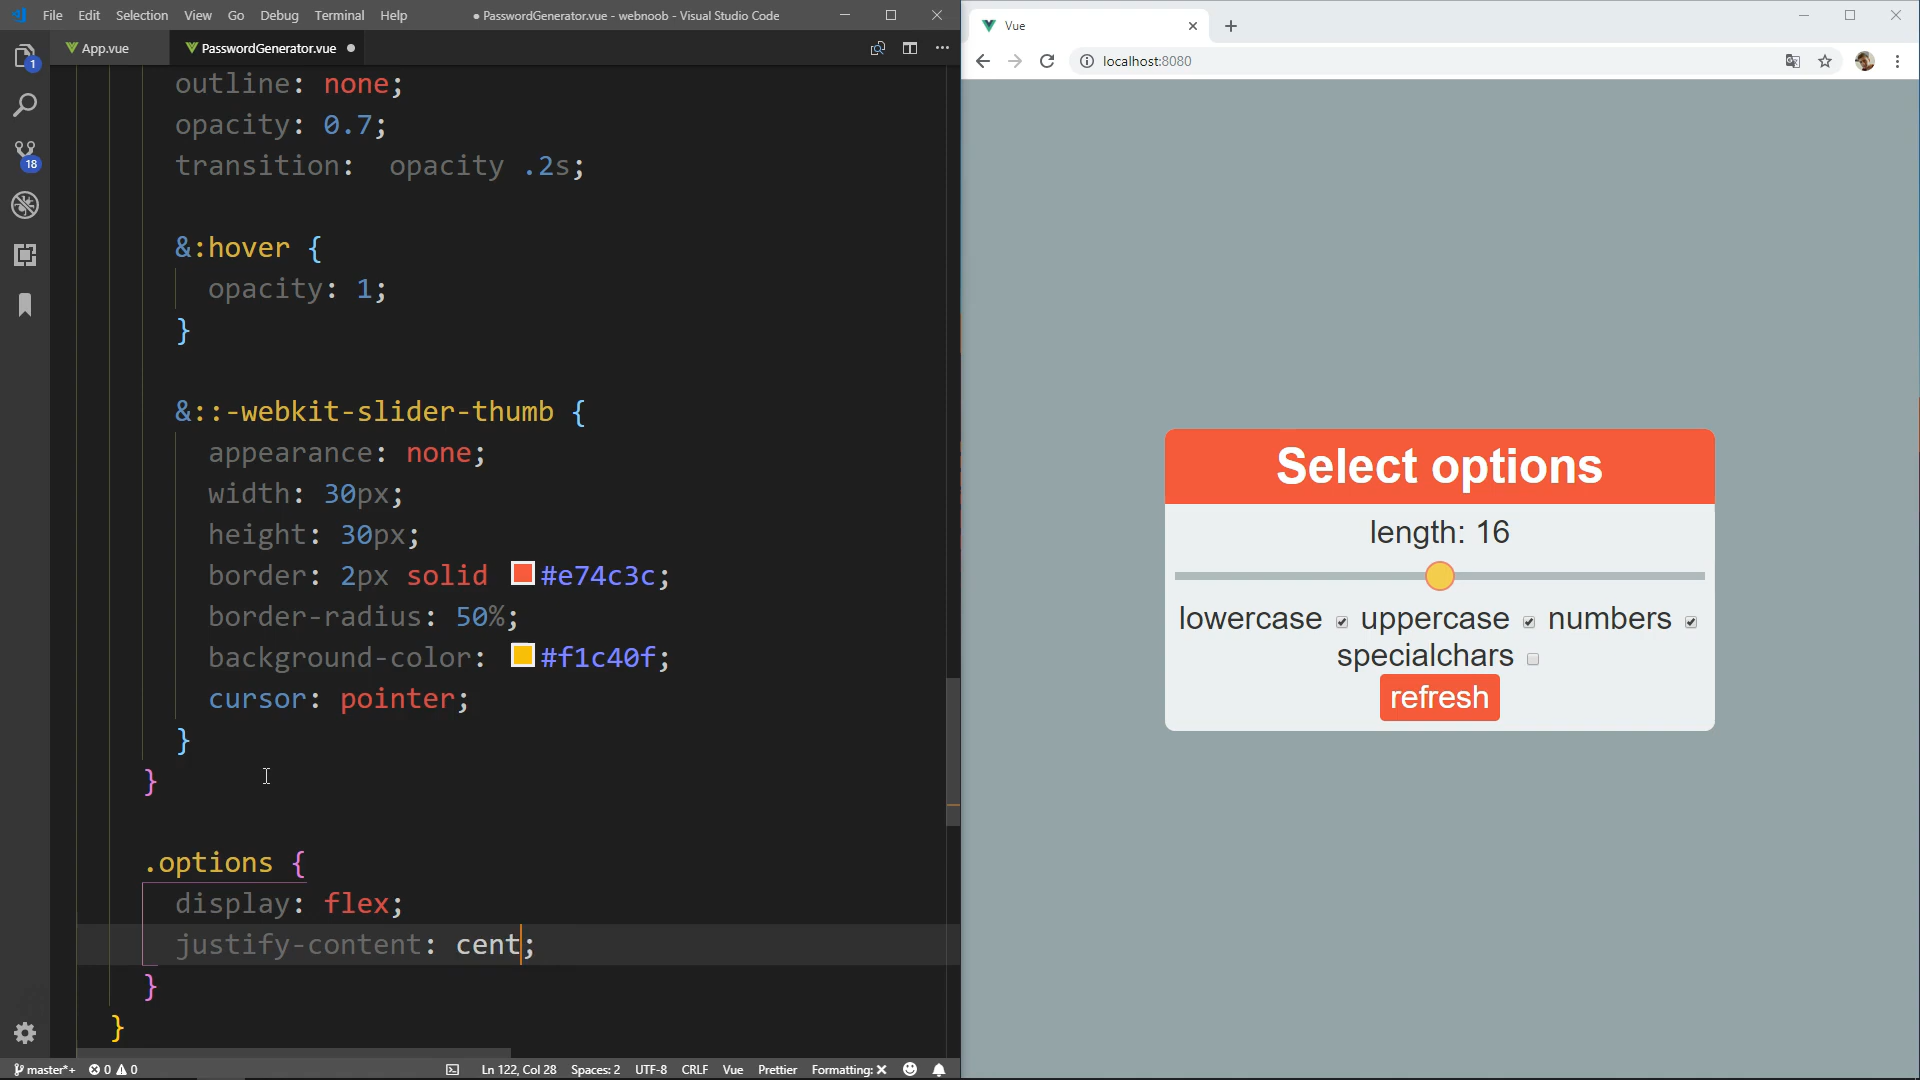 File Edit Selection View Go Debug Terminal Help
● PasswordGenerator.vue - webnoob - Visual Studio Code
App.vue
PasswordGenerator.vue
1
18
outline: none;
opacity: 0.7;
transition:  opacity .2s;
&:hover {
opacity: 1;
}
&::-webkit-slider-thumb {
appearance: none;
width: 30px;
height: 30px;
border: 2px solid #e74c3c;
border-radius: 50%;
background-color: #f1c40f;
cursor: pointer;
}
}
.options {
display: flex;
justify-content: cent;
}
}
master*+ 0 0 Ln 122, Col 28 Spaces: 2 UTF-8 CRLF Vue Prettier Formatting: ✕
Vue
localhost:8080
Select options
length: 16
lowercase uppercase numbers
specialchars
refresh